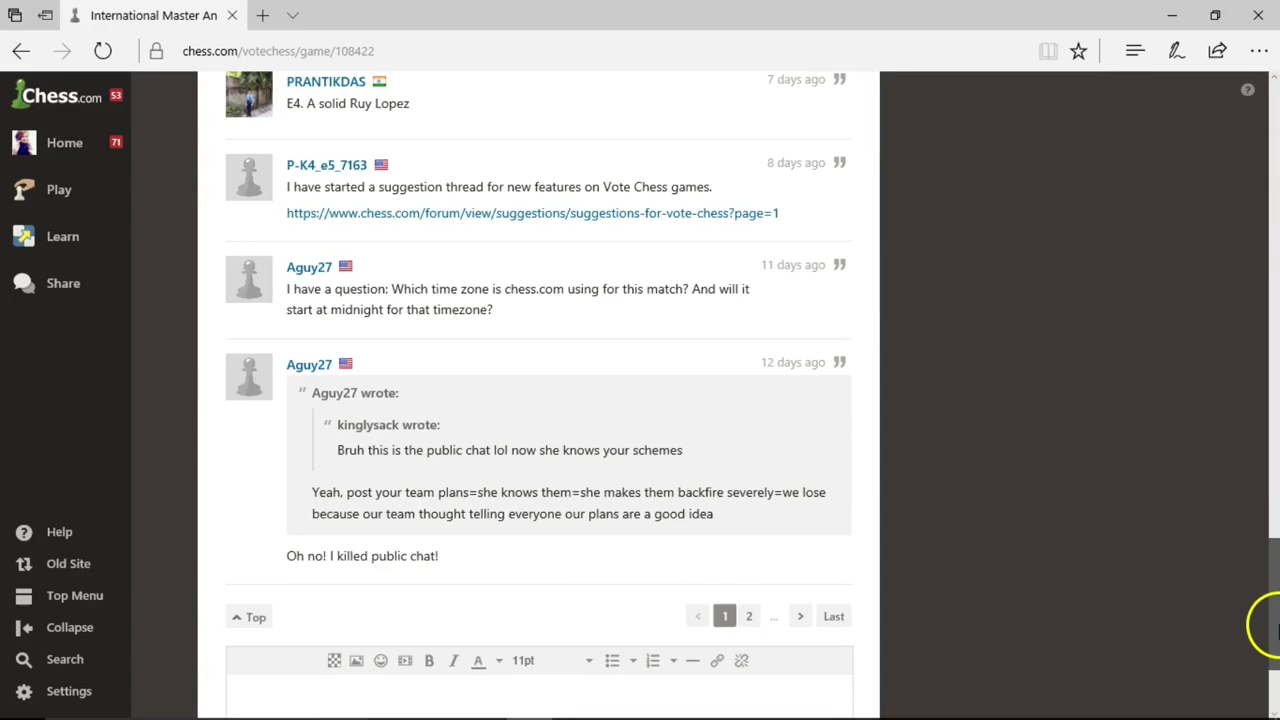 International Master An
chess.com/votechess/game/108422
Chess.com 53
Home 71
Play
Learn
Share
Help
Old Site
Top Menu
Collapse
Search
Settings
PRANTIKDAS 7 days ago
E4. A solid Ruy Lopez
P-K4_e5_7163 8 days ago
I have started a suggestion thread for new features on Vote Chess games.
https://www.chess.com/forum/view/suggestions/suggestions-for-vote-chess?page=1
Aguy27 11 days ago
I have a question: Which time zone is chess.com using for this match? And will it
start at midnight for that timezone?
Aguy27 12 days ago
Aguy27 wrote:
kinglysack wrote:
Bruh this is the public chat lol now she knows your schemes
Yeah, post your team plans=she knows them=she makes them backfire severely=we lose
because our team thought telling everyone our plans are a good idea
Oh no! I killed public chat!
Top < 1 2 ... > Last
B I A 11pt